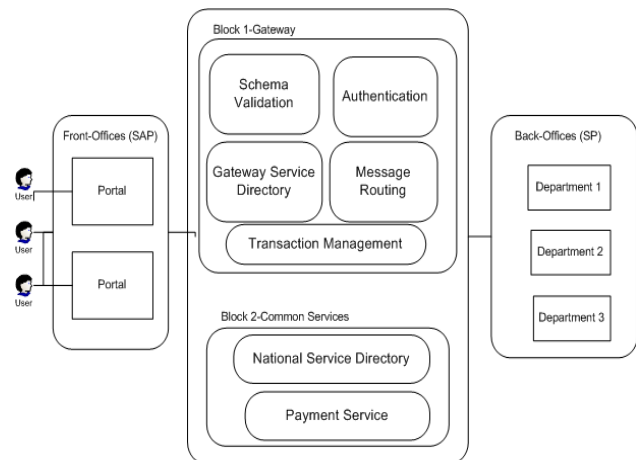 Block 1-Gateway
Schema
Validation
Authentication
Gateway Service
Directory
Message
Routing
Transaction Management
Front-Offices (SAP)
Portal
Portal
User
User
User
Back-Offices (SP)
Department 1
Department 2
Department 3
Block 2-Common Services
National Service Directory
Payment Service